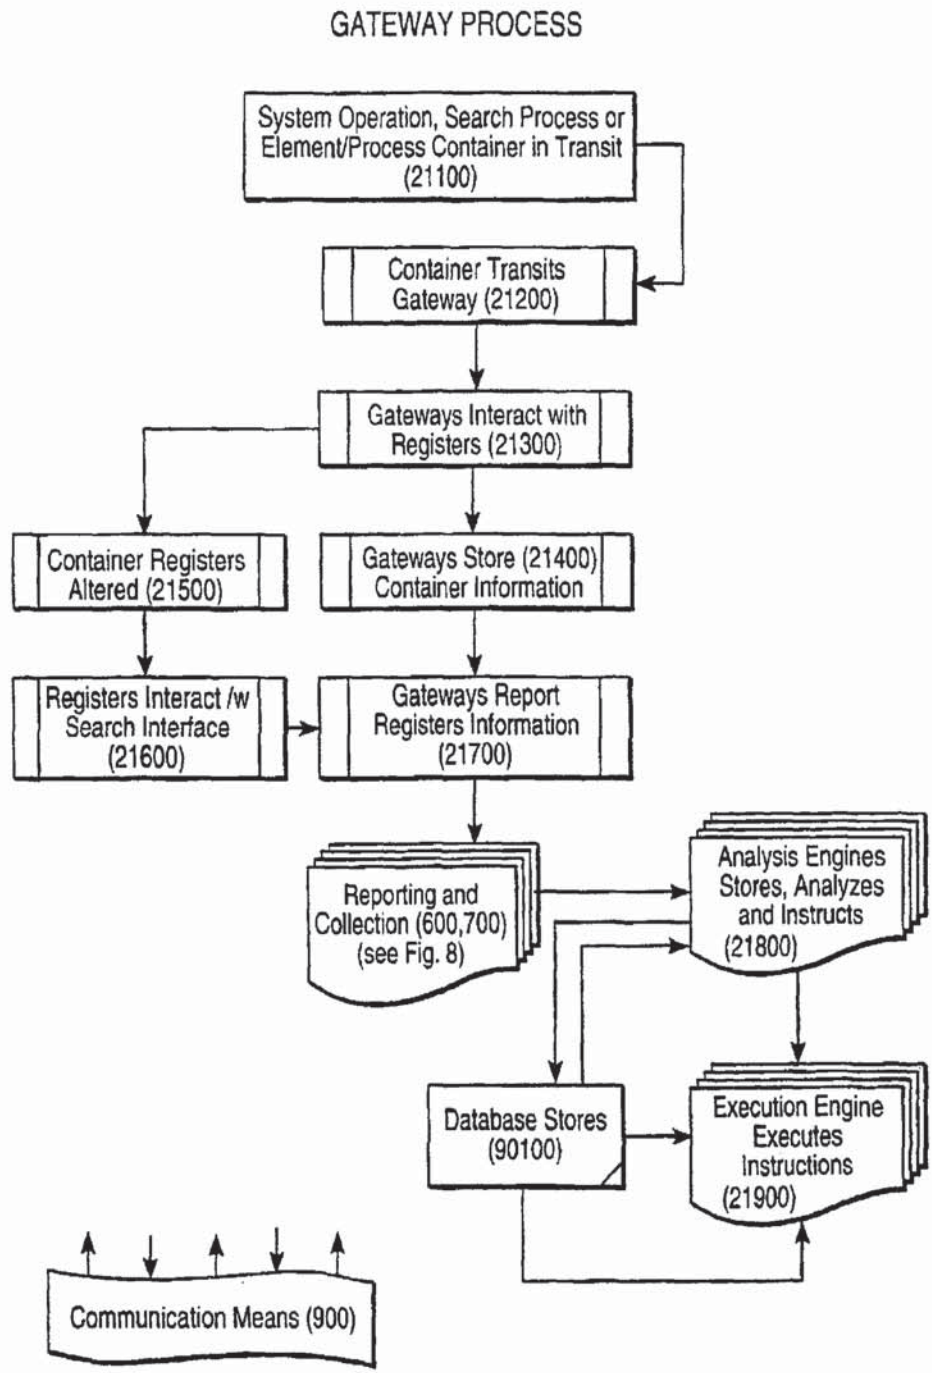 GATEWAY PROCESS
System Operation, Search Process or
Element/Process Container in Transit
(21100)
Container Transits
Gateway (21200)
Gateways Interact with
Registers (21300)
Container Registers
Altered (21500)
Gateways Store (21400)
Container Information
Registers Interact /w
Search Interface
(21600)
Gateways Report
Registers Information
(21700)
Reporting and
Collection (600,700)
(see Fig. 8)
Analysis Engines
Stores, Analyzes
and Instructs
(21800)
Database Stores
(90100)
Execution Engine
Executes
Instructions
(21900)
Communication Means (900)